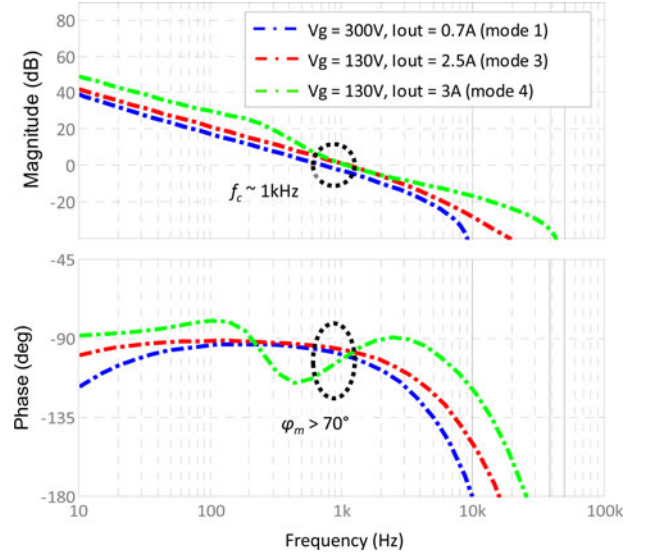 80
60
40
20
0
-20
Magnitude (dB)
Vg = 300V, Iout = 0.7A (mode 1)
Vg = 130V, Iout = 2.5A (mode 3)
Vg = 130V, Iout = 3A (mode 4)
f_c ~ 1kHz
-45
-90
-135
-180
Phase (deg)
φ_m > 70°
10
100
1k
10k
100k
Frequency (Hz)